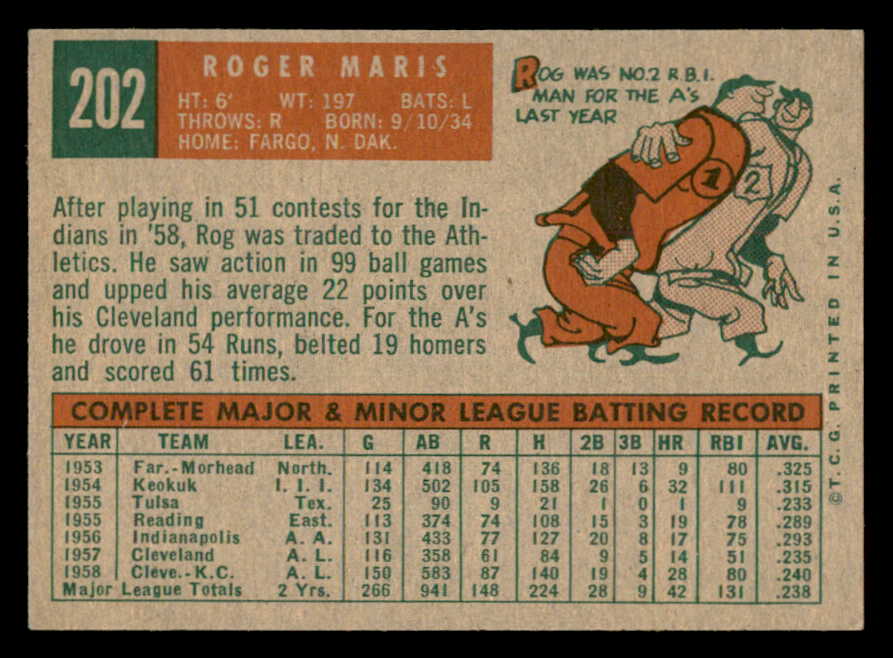 202
ROGER MARIS
HT: 6' WT: 197 BATS: L
THROWS: R BORN: 9/10/34
HOME: FARGO, N. DAK.
ROG WAS NO.2 R.B.I.
MAN FOR THE A'S
LAST YEAR
1
2
After playing in 51 contests for the In-
dians in '58, Rog was traded to the Ath-
letics. He saw action in 99 ball games
and upped his average 22 points over
his Cleveland performance. For the A's
he drove in 54 Runs, belted 19 homers
and scored 61 times.
COMPLETE MAJOR & MINOR LEAGUE BATTING RECORD
YEAR TEAM LEA. G AB R H 2B 3B HR RBI AVG.
1953 Far.-Morhead North. 114 418 74 136 18 13 9 80 .325
1954 Keokuk I. I. I. 134 502 105 158 26 6 32 111 .315
1955 Tulsa Tex. 25 90 9 21 1 0 1 9 .233
1955 Reading East. 113 374 74 108 15 3 19 78 .289
1956 Indianapolis A. A. 131 433 77 127 20 8 17 75 .293
1957 Cleveland A. L. 116 358 61 84 9 5 14 51 .235
1958 Cleve.-K.C. A. L. 150 583 87 140 19 4 28 80 .240
Major League Totals 2 Yrs. 266 941 148 224 28 9 42 131 .238
©T.C.G. PRINTED IN U.S.A.